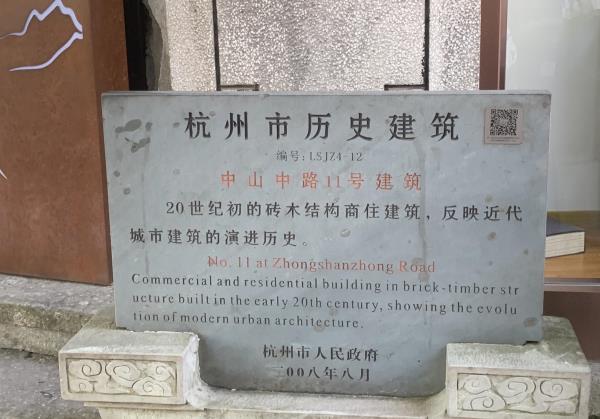 杭州市历史建筑
编号:LSJZ4-12
中山中路11号建筑
20世纪初的砖木结构商住建筑，反映近代
城市建筑的演进历史。
No. 11 at Zhongshanzhong Road
Commercial and residential building in brick-timber str
ucture built in the early 20th century, showing the evolu
tion of modern urban architecture.
杭州市人民政府
二00八年八月